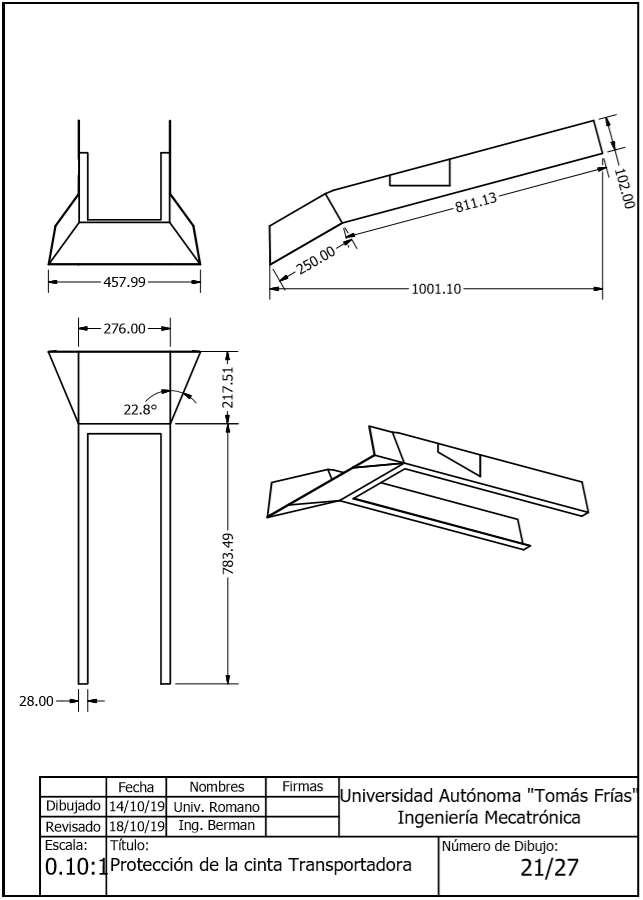 102.00
811.13
250.00
457.99
1001.10
276.00
217.51
22.8°
783.49
28.00
Fecha Nombres Firmas
Dibujado 14/10/19 Univ. Romano
Revisado 18/10/19 Ing. Berman
Universidad Autónoma "Tomás Frías"
Ingeniería Mecatrónica
Escala:
0.10:1
Título:
Protección de la cinta Transportadora
Número de Dibujo:
21/27